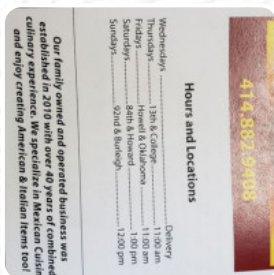 414.882.9408
Hours and Locations
Delivery
Wednesdays............13th & College............11:00 am
Thursdays............Howell & Oklahoma............11:00 am
Fridays............84th & Howard............1:00 pm
Saturdays............92nd & Burleigh............12:00 pm
Sundays
Our family owned and operated business was
established in 2010 with over 40 years of combined
culinary experience. We specialize in Mexican Cuisin
and enjoy creating American & Italian Items too!